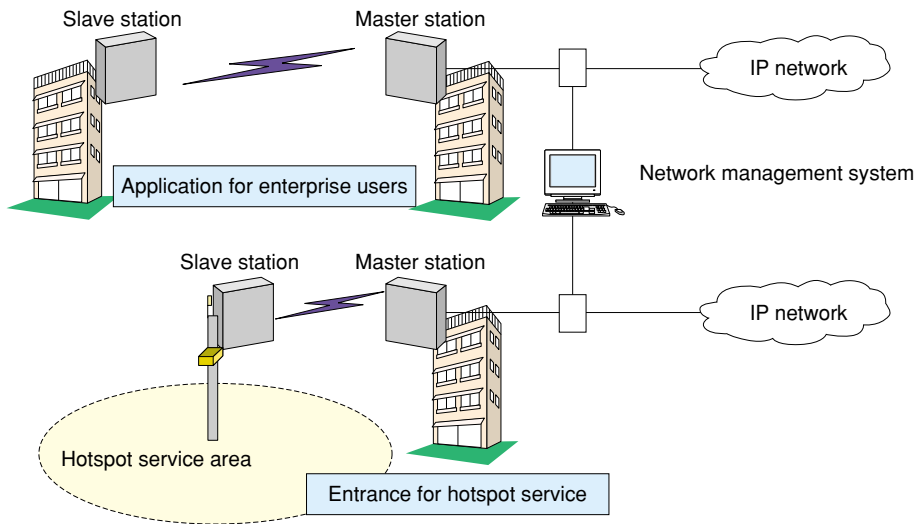 Slave station
Master station
IP network
Application for enterprise users
Network management system
Slave station
Master station
IP network
Hotspot service area
Entrance for hotspot service